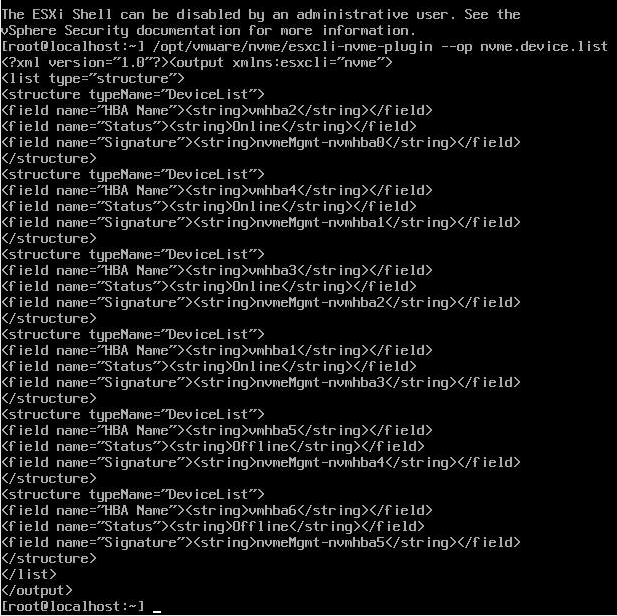 The ESXi Shell can be disabled by an administrative user. See the
vSphere Security documentation for more information.
[root@localhost:~] /opt/vmware/nvme/esxcli-nvme-plugin --op nvme.device.list
<?xml version="1.0"?><output xmlns:esxcli="nvme">
<list type="structure">
<structure typeName="DeviceList">
<field name="HBA Name"><string>vmhba2</string></field>
<field name="Status"><string>Online</string></field>
<field name="Signature"><string>nvmeMgmt-nvmhba0</string></field>
</structure>
<structure typeName="DeviceList">
<field name="HBA Name"><string>vmhba4</string></field>
<field name="Status"><string>Online</string></field>
<field name="Signature"><string>nvmeMgmt-nvmhba1</string></field>
</structure>
<structure typeName="DeviceList">
<field name="HBA Name"><string>vmhba3</string></field>
<field name="Status"><string>Online</string></field>
<field name="Signature"><string>nvmeMgmt-nvmhba2</string></field>
</structure>
<structure typeName="DeviceList">
<field name="HBA Name"><string>vmhba1</string></field>
<field name="Status"><string>Online</string></field>
<field name="Signature"><string>nvmeMgmt-nvmhba3</string></field>
</structure>
<structure typeName="DeviceList">
<field name="HBA Name"><string>vmhba5</string></field>
<field name="Status"><string>Offline</string></field>
<field name="Signature"><string>nvmeMgmt-nvmhba4</string></field>
</structure>
<structure typeName="DeviceList">
<field name="HBA Name"><string>vmhba6</string></field>
<field name="Status"><string>Offline</string></field>
<field name="Signature"><string>nvmeMgmt-nvmhba5</string></field>
</structure>
</list>
</output>
[root@localhost:~] _